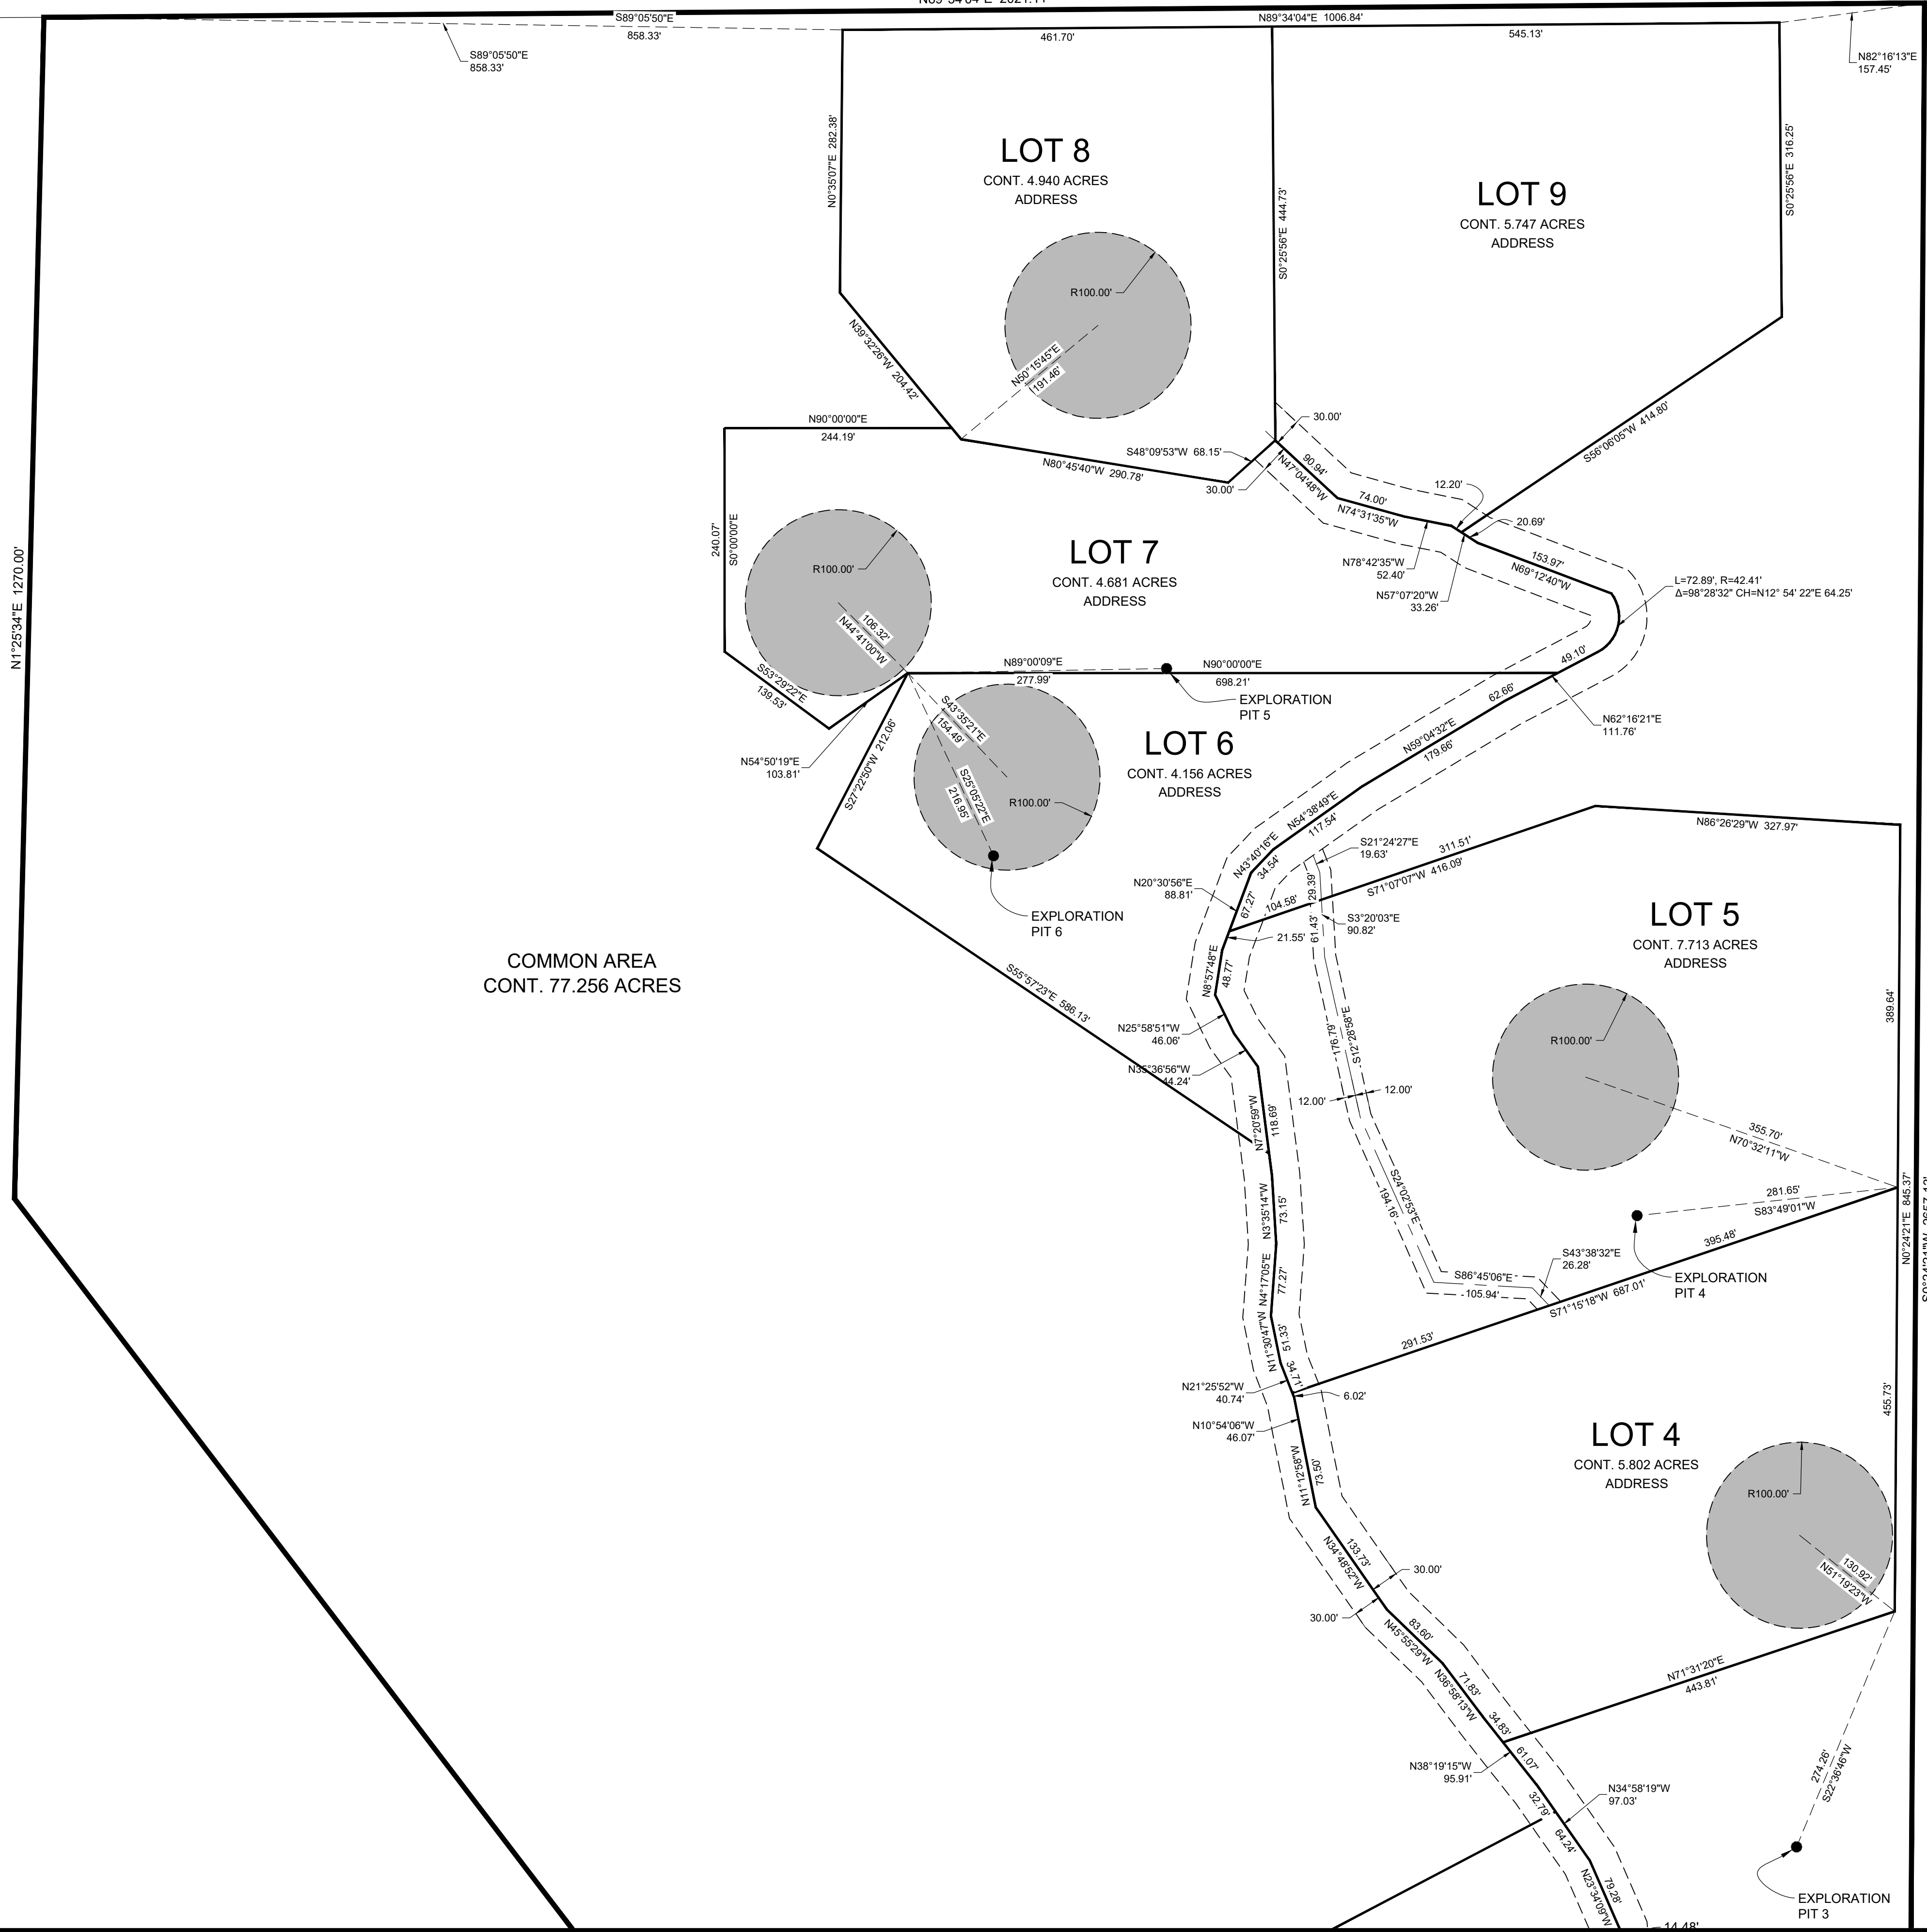 S89°05'50"E
858.33'
S89°05'50"E
858.33'
N89°34'04"E 1006.84'
461.70'
545.13'
N82°16'13"E
157.45'
N0°35'07"E 282.38'
LOT 8
CONT. 4.940 ACRES
ADDRESS
R100.00'
N50°15'45"E
191.46'
S0°25'56"E 444.73'
LOT 9
CONT. 5.747 ACRES
ADDRESS
S0°25'56"E 316.25'
N39°32'26"W 204.42'
N90°00'00"E
244.19'
N80°45'40"W 290.78'
S48°09'53"W 68.15'
30.00'
30.00'
90.94'
N47°04'48"W
74.00'
N74°31'35"W
12.20'
20.69'
S56°06'05"W 414.80'
N78°42'35"W
52.40'
N57°07'20"W
33.26'
153.97'
N69°12'40"W
L=72.89', R=42.41'
Δ=98°28'32" CH=N12° 54' 22"E 64.25'
240.07'
S0°00'00"E
R100.00'
106.32'
N44°41'00"W
LOT 7
CONT. 4.681 ACRES
ADDRESS
N1°25'34"E 1270.00'
S53°29'22"E
139.53'
N54°50'19"E
103.81'
N89°00'09"E
277.99'
N90°00'00"E
698.21'
EXPLORATION
PIT 5
49.10'
62.66'
N62°16'21"E
111.76'
S27°22'50"W 212.06'
S43°35'21"E
154.49'
S25°05'22"E
216.95'
R100.00'
LOT 6
CONT. 4.156 ACRES
ADDRESS
EXPLORATION
PIT 6
N59°04'32"E
179.66'
N54°38'49"E
117.54'
N43°40'16"E
34.54'
N20°30'56"E
88.81'
67.27'
21.55'
104.58'
311.51'
S71°07'07"W 416.09'
N86°26'29"W 327.97'
S21°24'27"E
19.63'
29.39'
61.43'
S3°20'03"E
90.82'
LOT 5
CONT. 7.713 ACRES
ADDRESS
R100.00'
389.64'
COMMON AREA
CONT. 77.256 ACRES
S55°57'23"E 586.13'
N8°57'48"E
48.77'
N25°58'51"W
46.06'
N35°36'56"W
44.24'
176.79'
S12°28'58"E
12.00'
12.00'
N7°20'59"W
118.69'
355.70'
N70°32'11"W
281.65'
S83°49'01"W
N0°24'21"E 845.37'
S24°02'53"E
194.16'
N3°35'14"W
73.15'
N4°17'05"E
77.27'
N11°30'47"W
51.33'
S86°45'06"E
105.94'
S43°38'32"E
26.28'
395.48'
S71°15'18"W 687.01'
291.53'
EXPLORATION
PIT 4
34.71'
N21°25'52"W
40.74'
6.02'
N10°54'06"W
46.07'
N11°12'58"W
73.50'
LOT 4
CONT. 5.802 ACRES
ADDRESS
R100.00'
455.73'
130.92'
N51°19'23"W
133.73'
N34°48'52"W
30.00'
30.00'
83.60'
N45°55'29"W
71.83'
N36°58'13"W
N71°31'20"E
443.81'
34.83'
61.07'
N38°19'15"W
95.91'
32.79'
64.24'
N34°58'19"W
97.03'
274.26'
S22°36'46"W
79.28'
N23°34'09"W
EXPLORATION
PIT 3
14.48'